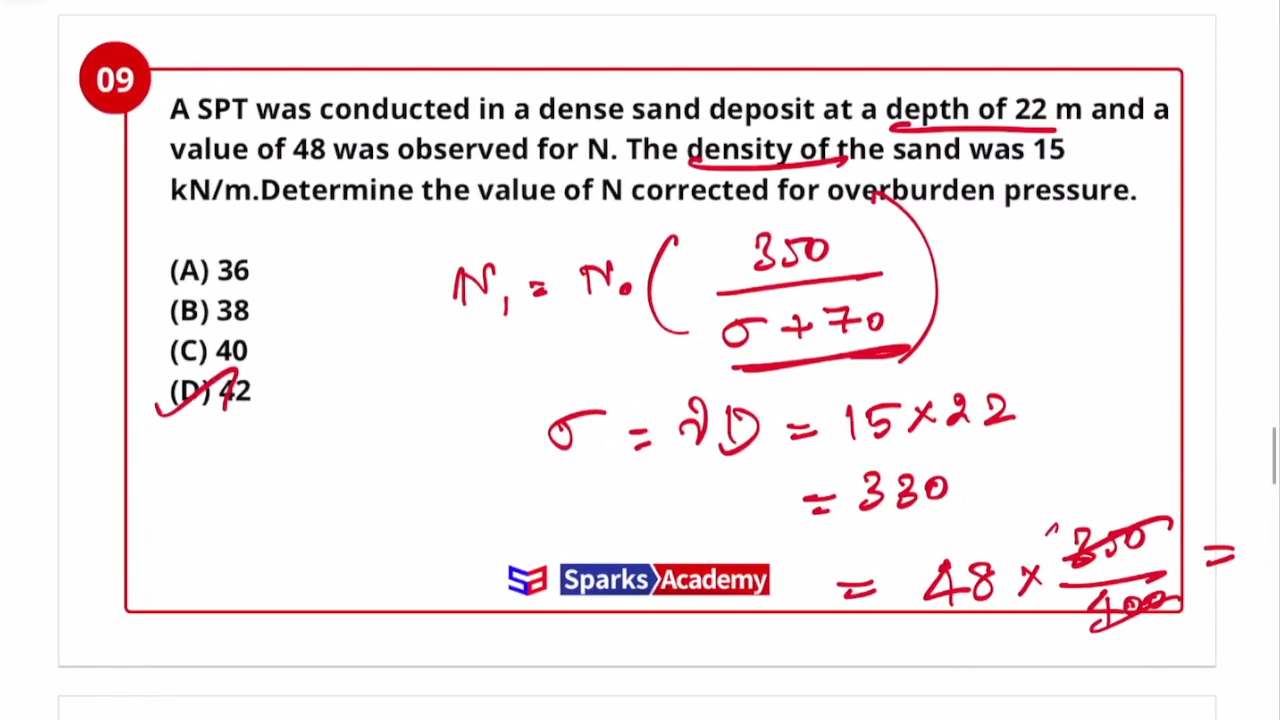 09
A SPT was conducted in a dense sand deposit at a depth of 22 m and a
value of 48 was observed for N. The density of the sand was 15
kN/m.Determine the value of N corrected for overburden pressure.
(A) 36
(B) 38
(C) 40
(D) 42
N₁ = N₀ ( 350 / σ + 70 )
σ = γD = 15 × 22
= 330
= 48 × 350 / 400 =
Sparks Academy